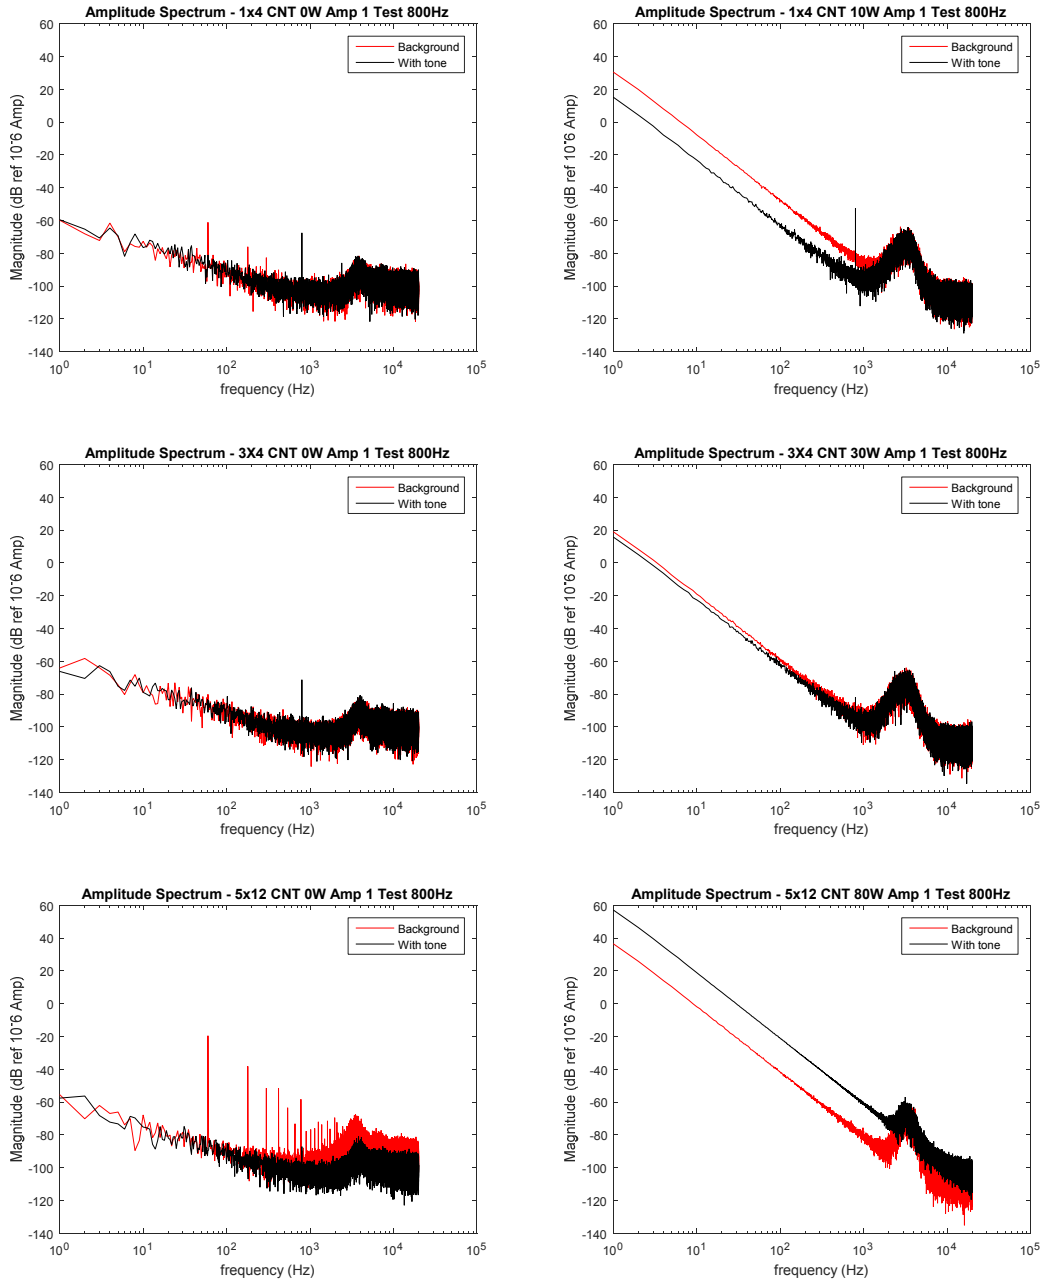 Amplitude Spectrum - 1x4 CNT 0W Amp 1 Test 800Hz
60
40
20
0
-20
-40
-60
-80
-100
-120
-140
Magnitude (dB ref 10^-6 Amp)
Background
With tone
10^0 10^1 10^2 10^3 10^4 10^5
frequency (Hz)
Amplitude Spectrum - 1x4 CNT 10W Amp 1 Test 800Hz
60
40
20
0
-20
-40
-60
-80
-100
-120
-140
Magnitude (dB ref 10^-6 Amp)
Background
With tone
10^0 10^1 10^2 10^3 10^4 10^5
frequency (Hz)
Amplitude Spectrum - 3X4 CNT 0W Amp 1 Test 800Hz
60
40
20
0
-20
-40
-60
-80
-100
-120
-140
Magnitude (dB ref 10^-6 Amp)
Background
With tone
10^0 10^1 10^2 10^3 10^4 10^5
frequency (Hz)
Amplitude Spectrum - 3X4 CNT 30W Amp 1 Test 800Hz
60
40
20
0
-20
-40
-60
-80
-100
-120
-140
Magnitude (dB ref 10^-6 Amp)
Background
With tone
10^0 10^1 10^2 10^3 10^4 10^5
frequency (Hz)
Amplitude Spectrum - 5x12 CNT 0W Amp 1 Test 800Hz
60
40
20
0
-20
-40
-60
-80
-100
-120
-140
Magnitude (dB ref 10^-6 Amp)
Background
With tone
10^0 10^1 10^2 10^3 10^4 10^5
frequency (Hz)
Amplitude Spectrum - 5x12 CNT 80W Amp 1 Test 800Hz
60
40
20
0
-20
-40
-60
-80
-100
-120
-140
Magnitude (dB ref 10^-6 Amp)
Background
With tone
10^0 10^1 10^2 10^3 10^4 10^5
frequency (Hz)